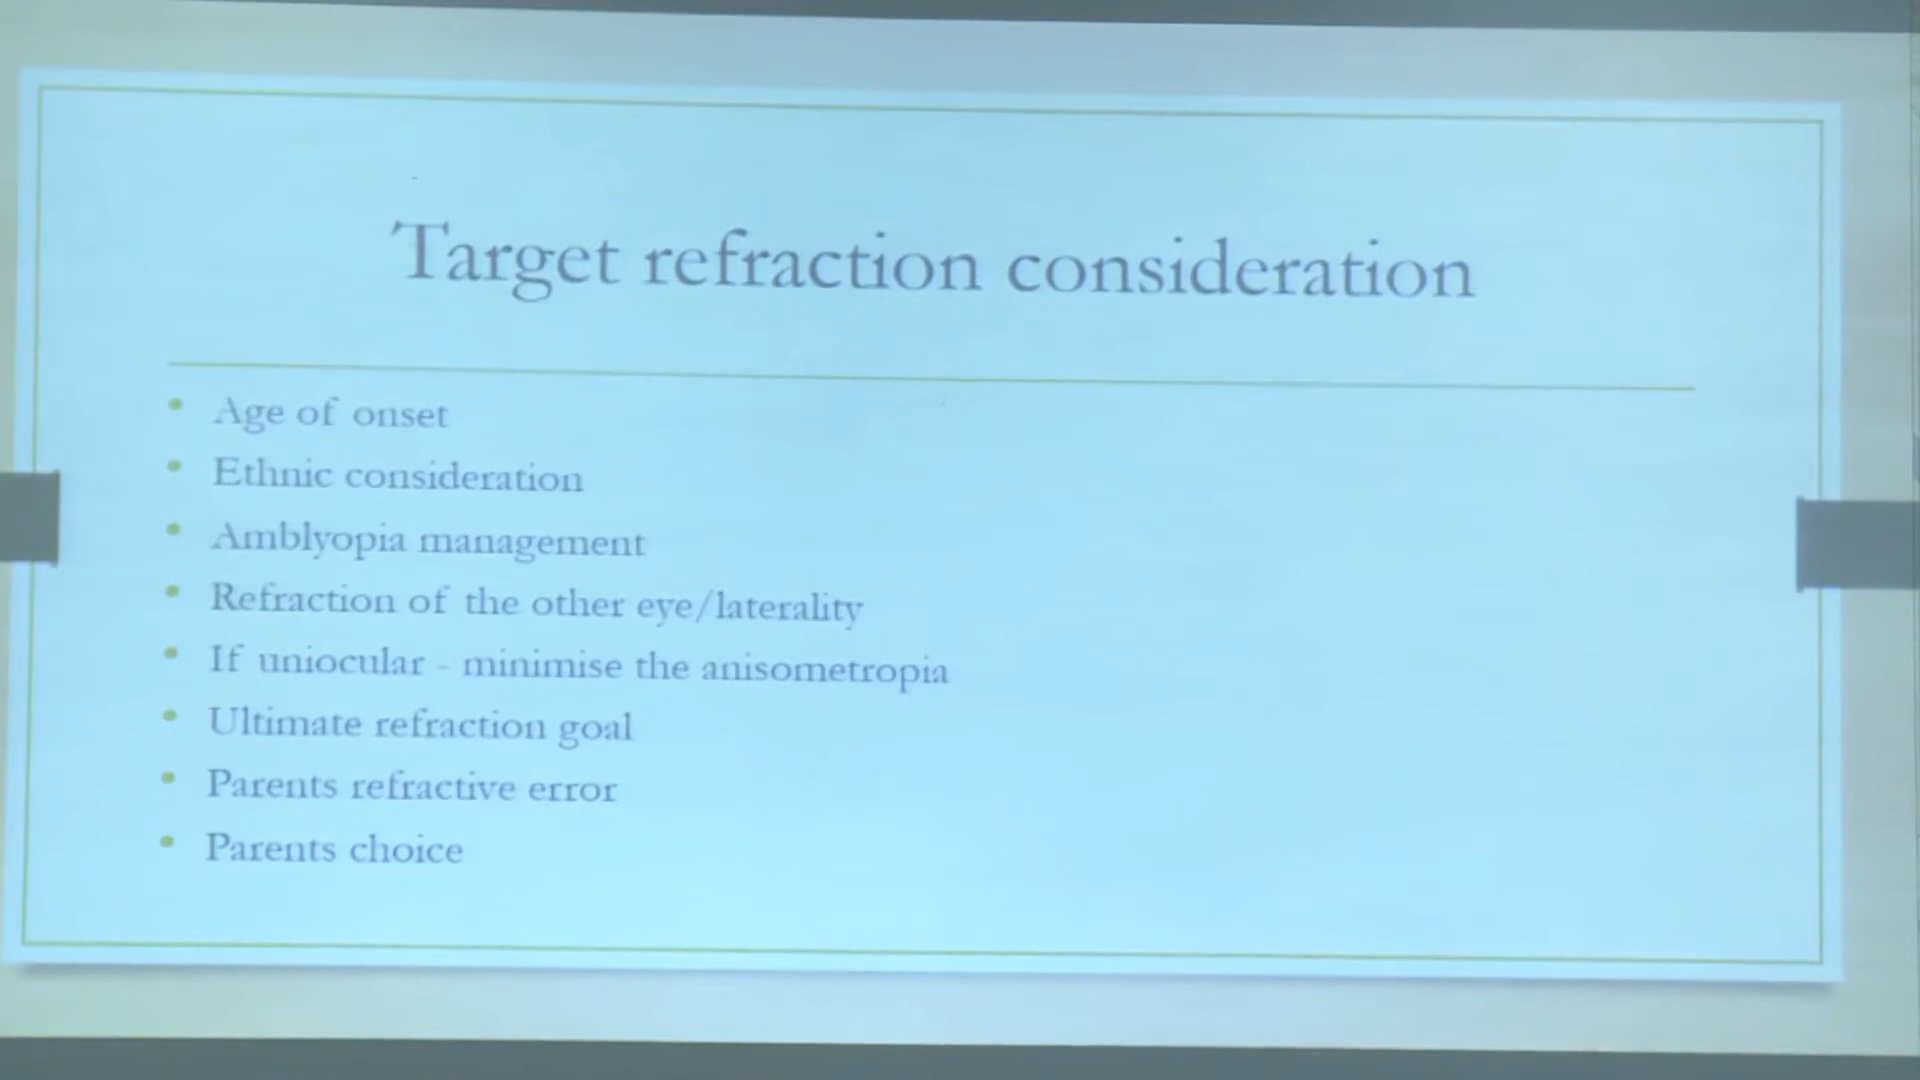 Target refraction consideration
Age of onset
Ethnic consideration
Amblyopia management
Refraction of the other eye/laterality
If uniocular - minimise the anisometropia
Ultimate refraction goal
Parents refractive error
Parents choice